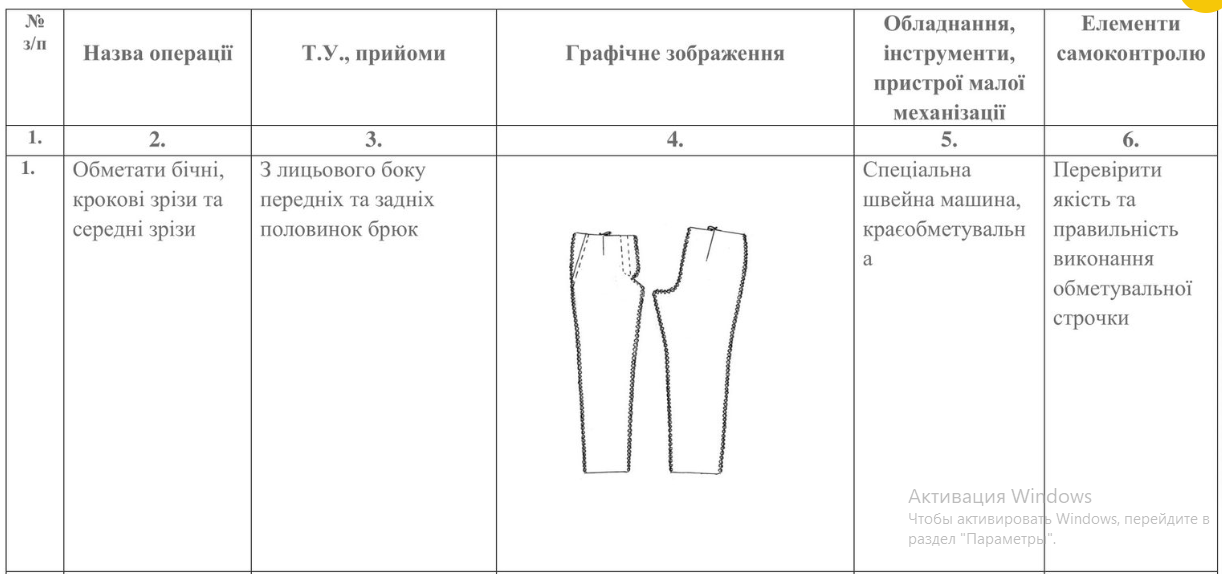 №
з/п
Назва операції
Т.У., прийоми
Графічне зображення
Обладнання,
інструменти,
пристрої малої
механізації
Елементи
самоконтролю
1.
2.
3.
4.
5.
6.
1.
Обметати бічні,
крокові зрізи та
середні зрізи
З лицьового боку
передніх та задніх
половинок брюк
Спеціальна
швейна машина,
краєобметувальн
а
Перевірити
якість та
правильність
виконання
обметувальної
строчки
Активация Windows
Чтобы активировать Windows, перейдите в
раздел "Параметры".